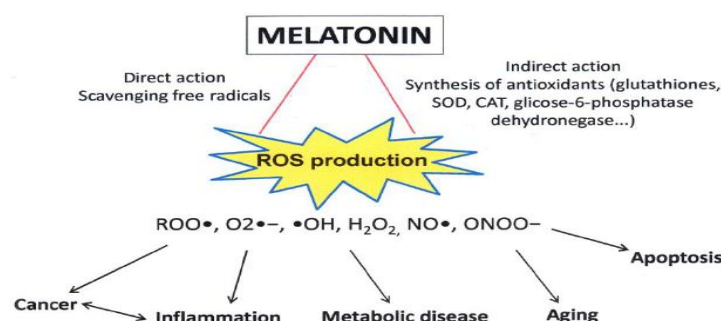 MELATONIN
Direct action
Scavenging free radicals
Indirect action
Synthesis of antioxidants (glutathiones,
SOD, CAT, glicose-6-phosphatase
dehydronegase...)
ROS production
ROO•, O2•–, •OH, H₂O₂, NO•, ONOO–
Apoptosis
Cancer
Inflammation
Metabolic disease
Aging